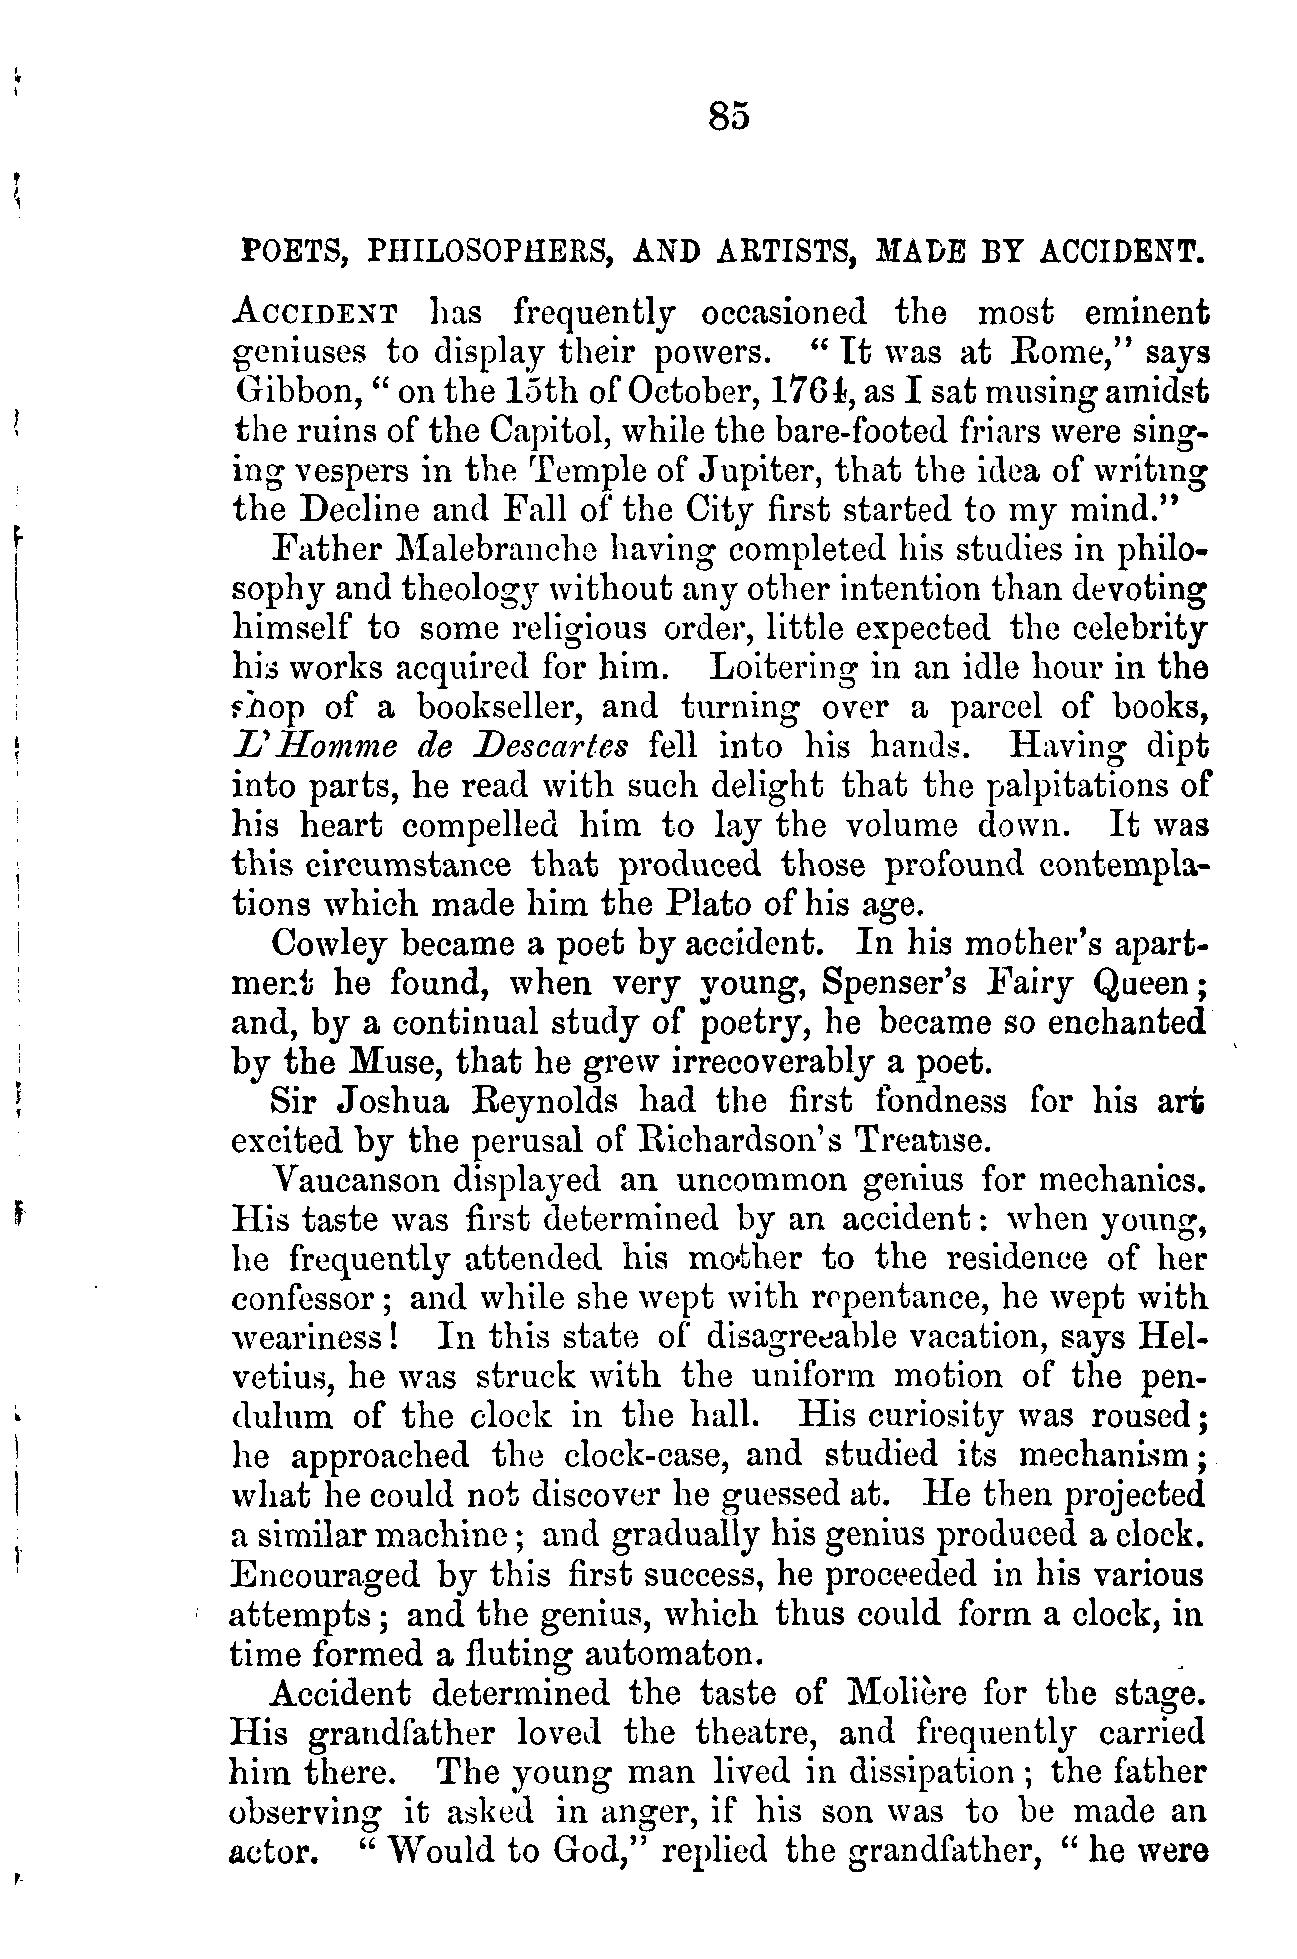 85
POETS, PHILOSOPHERS, AND ARTISTS, MADE BY ACCIDENT.
ACCIDENT has frequently occasioned the most eminent
geniuses to display their powers. “ It was at Rome,” says
Gibbon, “ on the 15th of October, 1764, as I sat musing amidst
the ruins of the Capitol, while the bare-footed friars were sing-
ing vespers in the Temple of Jupiter, that the idea of writing
the Decline and Fall of the City first started to my mind.”
Father Malebranche having completed his studies in philo-
sophy and theology without any other intention than devoting
himself to some religious order, little expected the celebrity
his works acquired for him. Loitering in an idle hour in the
shop of a bookseller, and turning over a parcel of books,
L’Homme de Descartes fell into his hands. Having dipt
into parts, he read with such delight that the palpitations of
his heart compelled him to lay the volume down. It was
this circumstance that produced those profound contempla-
tions which made him the Plato of his age.
Cowley became a poet by accident. In his mother’s apart-
ment he found, when very young, Spenser’s Fairy Queen;
and, by a continual study of poetry, he became so enchanted
by the Muse, that he grew irrecoverably a poet.
Sir Joshua Reynolds had the first fondness for his art
excited by the perusal of Richardson’s Treatise.
Vaucanson displayed an uncommon genius for mechanics.
His taste was first determined by an accident: when young,
he frequently attended his mother to the residence of her
confessor; and while she wept with repentance, he wept with
weariness! In this state of disagreeable vacation, says Hel-
vetius, he was struck with the uniform motion of the pen-
dulum of the clock in the hall. His curiosity was roused;
he approached the clock-case, and studied its mechanism;
what he could not discover he guessed at. He then projected
a similar machine; and gradually his genius produced a clock.
Encouraged by this first success, he proceeded in his various
attempts; and the genius, which thus could form a clock, in
time formed a fluting automaton.
Accident determined the taste of Molière for the stage.
His grandfather loved the theatre, and frequently carried
him there. The young man lived in dissipation; the father
observing it asked in anger, if his son was to be made an
actor. “ Would to God,” replied the grandfather, “ he were